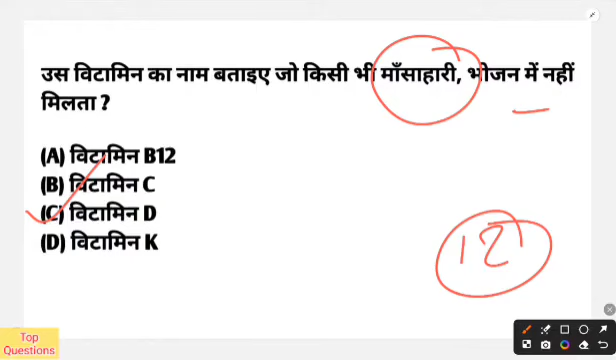 उस विटामिन का नाम बताइए जो किसी भी माँसाहारी, भोजन में नहीं
मिलता ?
(A) विटामिन B12
(B) विटामिन C
(C) विटामिन D
(D) विटामिन K
12
Top
Questions